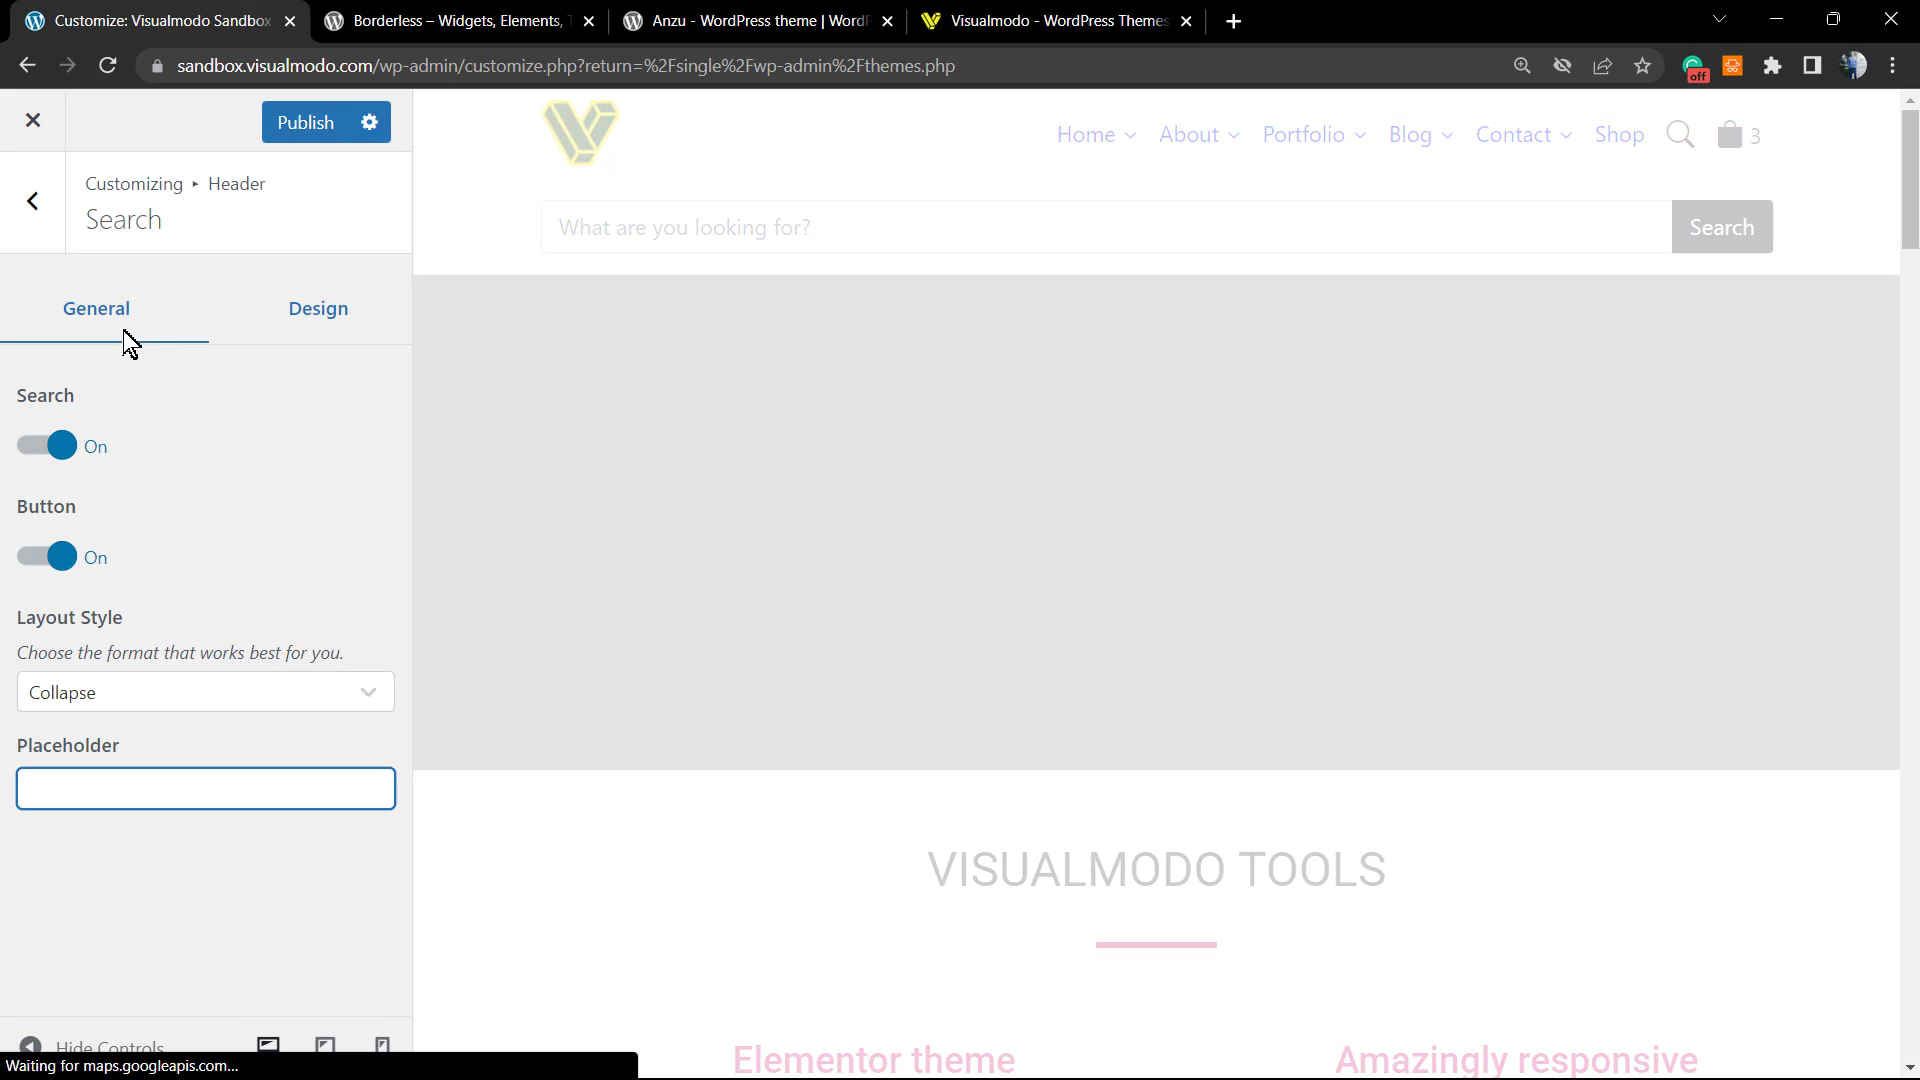 Customize: Visualmodo Sandbox
Borderless – Widgets, Elements,
Anzu - WordPress theme | Word
Visualmodo - WordPress Themes
sandbox.visualmodo.com/wp-admin/customize.php?return=%2Fsingle%2Fwp-admin%2Fthemes.php
off
Publish
Home
About
Portfolio
Blog
Contact
Shop
3
Customizing ▸ Header
Search
What are you looking for?
Search
General
Design
Search
On
Button
On
Layout Style
Choose the format that works best for you.
Collapse
Placeholder
VISUALMODO TOOLS
Hide Controls
Elementor theme
Amazingly responsive
Waiting for maps.googleapis.com...